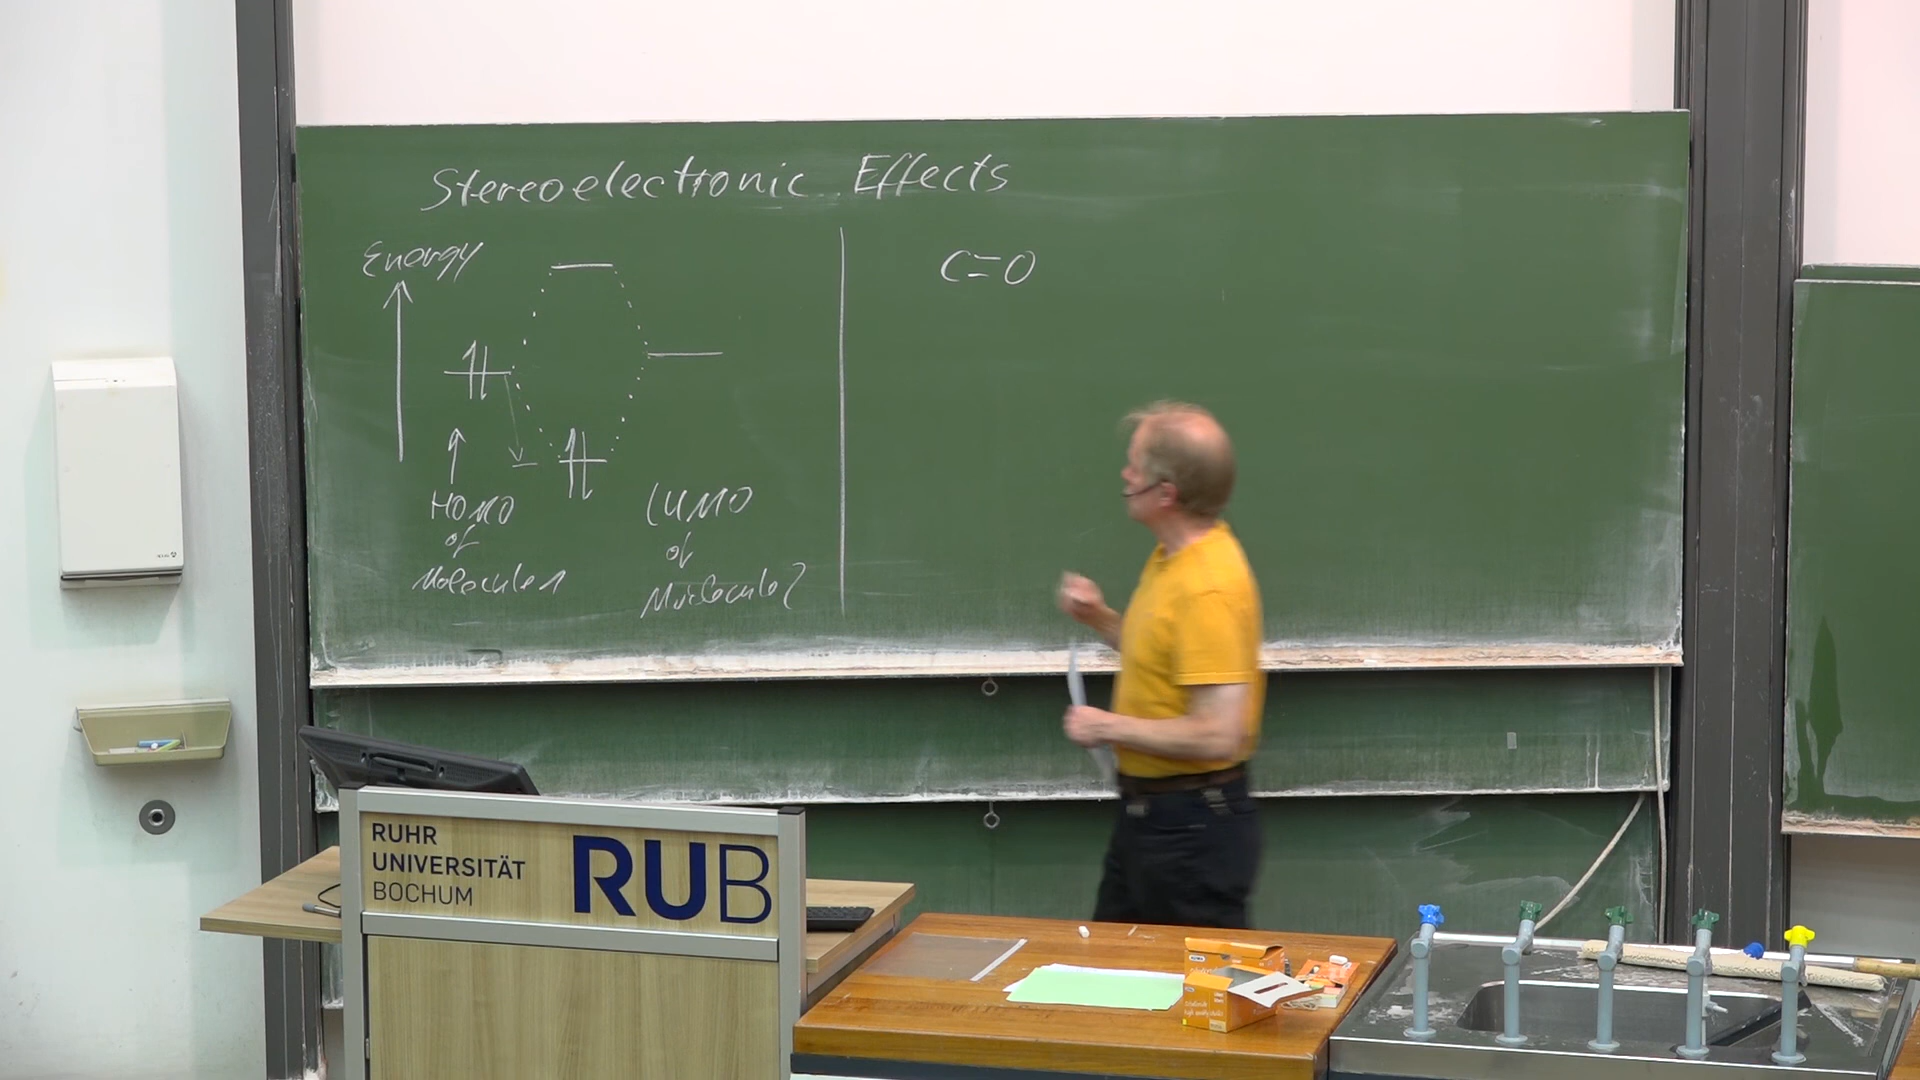 Stereoelectronic Effects
Energy
C=O
HOMO
of
Molecule 1
LUMO
of
Molecule 2
RUHR
UNIVERSITÄT
BOCHUM
RUB